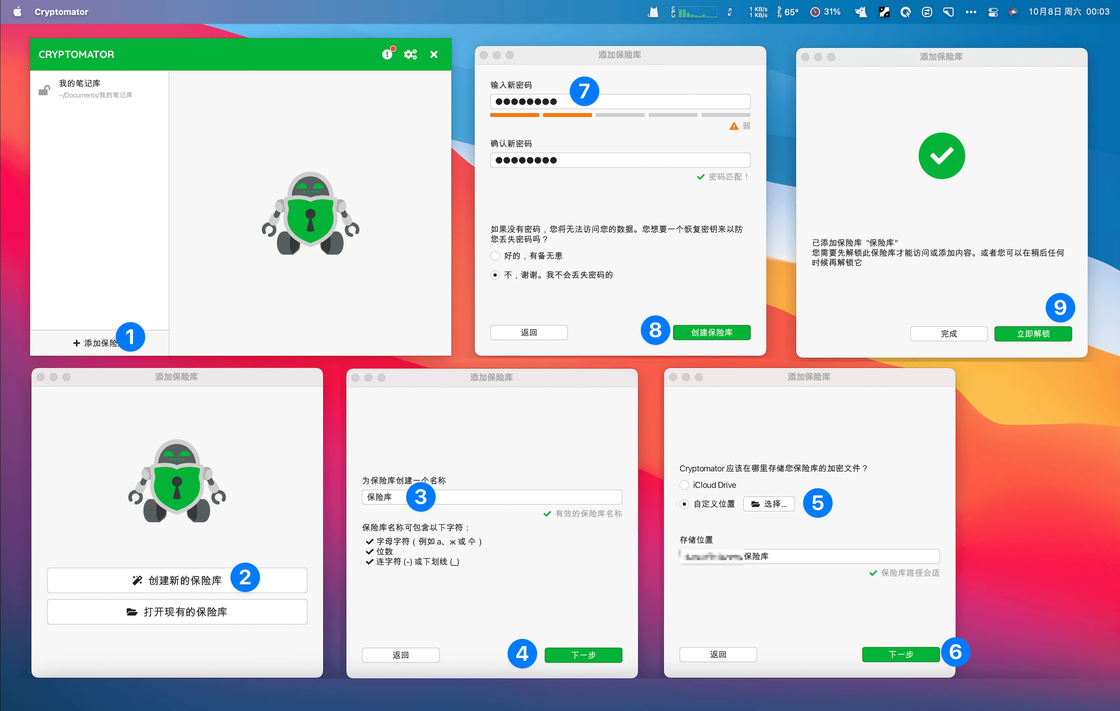 Cryptomator
1 KB/s
1 KB/s
65°
31%
10月8日 周六 00:03
CRYPTOMATOR
我的笔记库
~/Documents/我的笔记库
+ 添加保险
1
添加保险库
输入新密码
7
弱
确认新密码
密码匹配！
如果没有密码，您将无法访问您的数据。您想要一个恢复密钥来以防
您丢失密码吗？
好的，有备无患
不，谢谢。我不会丢失密码的
返回
8
创建保险库
添加保险库
已添加保险库 "保险库"
您需要先解锁此保险库才能访问或添加内容。或者您可以在稍后任何
时候再解锁它
9
完成
立即解锁
添加保险库
创建新的保险库
2
打开现有的保险库
添加保险库
为保险库创建一个名称
保险库
3
有效的保险库名称
保险库名称可包含以下字符：
字母字符（例如 a、ж 或 수）
位数
连字符 (-) 或下划线 (_)
返回
4
下一步
添加保险库
Cryptomator 应该在哪里存储您保险库的加密文件？
iCloud Drive
自定义位置
选择...
5
存储位置
保险库
保险库路径合适
返回
下一步
6